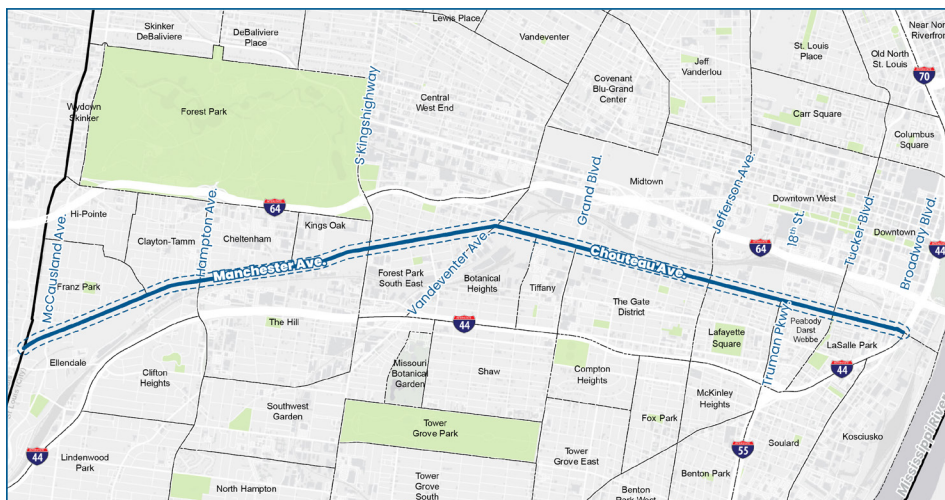 Skinker
DeBaliviere
DeBaliviere
Place
Lewis Place
Vandeventer
Jeff
Vanderlou
St. Louis
Place
Old North
St. Louis
Near North
Riverfront
70
Wydown
Skinker
Forest Park
S Kingshighway
Central
West End
Covenant
Blu-Grand
Center
Carr Square
Columbus
Square
Midtown
Downtown West
Downtown
Hi-Pointe
McCausland Ave.
Clayton-Tamm
Hampton Ave.
Cheltenham
64
Kings Oak
Grand Blvd.
Jefferson Ave.
64
18th St.
Tucker Blvd.
Broadway Blvd.
44
Franz Park
Manchester Ave.
Forest Park
South East
Vandeventer Ave.
Botanical
Heights
Tiffany
Chouteau Ave.
The Gate
District
Lafayette
Square
Truman Pkwy.
Peabody
Darst
Webbe
LaSalle Park
44
Ellendale
The Hill
44
Clifton
Heights
Missouri
Botanical
Garden
Shaw
Compton
Heights
McKinley
Heights
Fox Park
Southwest
Garden
Tower
Grove Park
Tower
Grove East
55
Soulard
Kosciusko
Mississippi River
44
Lindenwood
Park
North Hampton
Tower
Grove
South
Benton
Park West
Benton Park